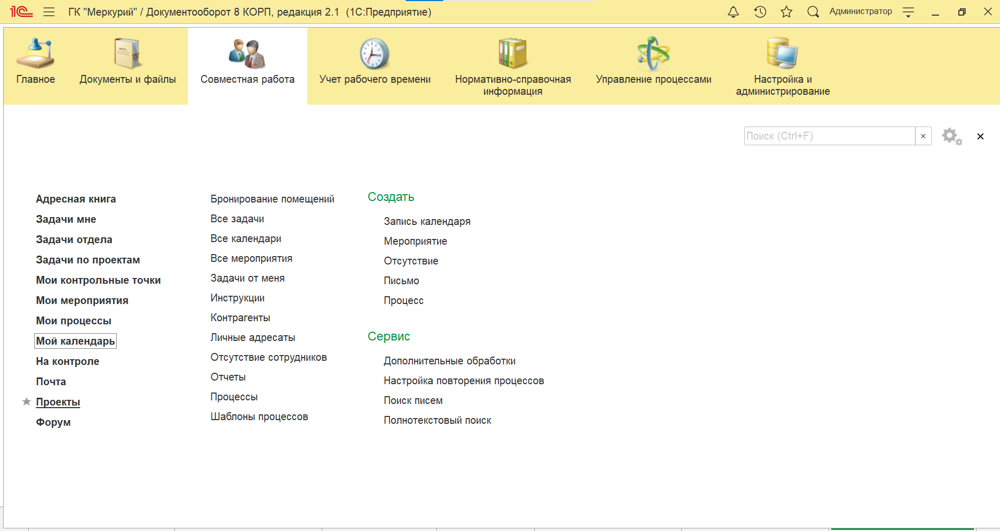 1С ГК "Меркурий" / Документооборот 8 КОРП, редакция 2.1 (1С:Предприятие) Администратор
Главное
Документы и файлы
Совместная работа
Учет рабочего времени
Нормативно-справочная
информация
Управление процессами
Настройка и
администрирование
Поиск (Ctrl+F)
Адресная книга
Задачи мне
Задачи отдела
Задачи по проектам
Мои контрольные точки
Мои мероприятия
Мои процессы
Мой календарь
На контроле
Почта
Проекты
Форум
Бронирование помещений
Все задачи
Все календари
Все мероприятия
Задачи от меня
Инструкции
Контрагенты
Личные адресаты
Отсутствие сотрудников
Отчеты
Процессы
Шаблоны процессов
Создать
Запись календаря
Мероприятие
Отсутствие
Письмо
Процесс
Сервис
Дополнительные обработки
Настройка повторения процессов
Поиск писем
Полнотекстовый поиск